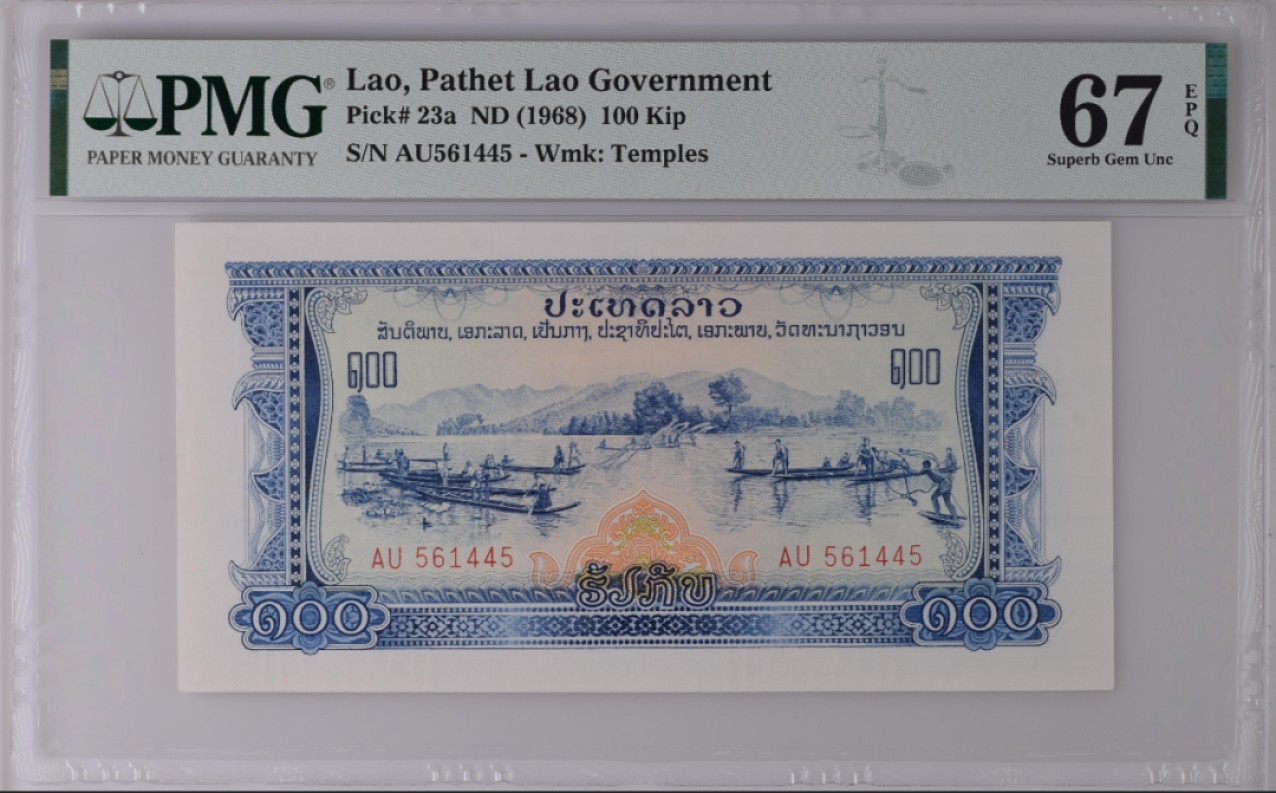 PMG®
PAPER MONEY GUARANTY
Lao, Pathet Lao Government
Pick# 23a ND (1968) 100 Kip
S/N AU561445 - Wmk: Temples
67
EPQ
Superb Gem Unc
ປະເທດລາວ
ສັນຕິພາບ, ເອກະລາດ, ເປັນກາງ, ປະຊາທິປະໄຕ, ເອກະພາບ, ວັດທະນາຖາວອນ
໑໐໐ ໑໐໐
AU 561445 AU 561445
ຮ້ອຍກີບ
໑໐໐ ໑໐໐